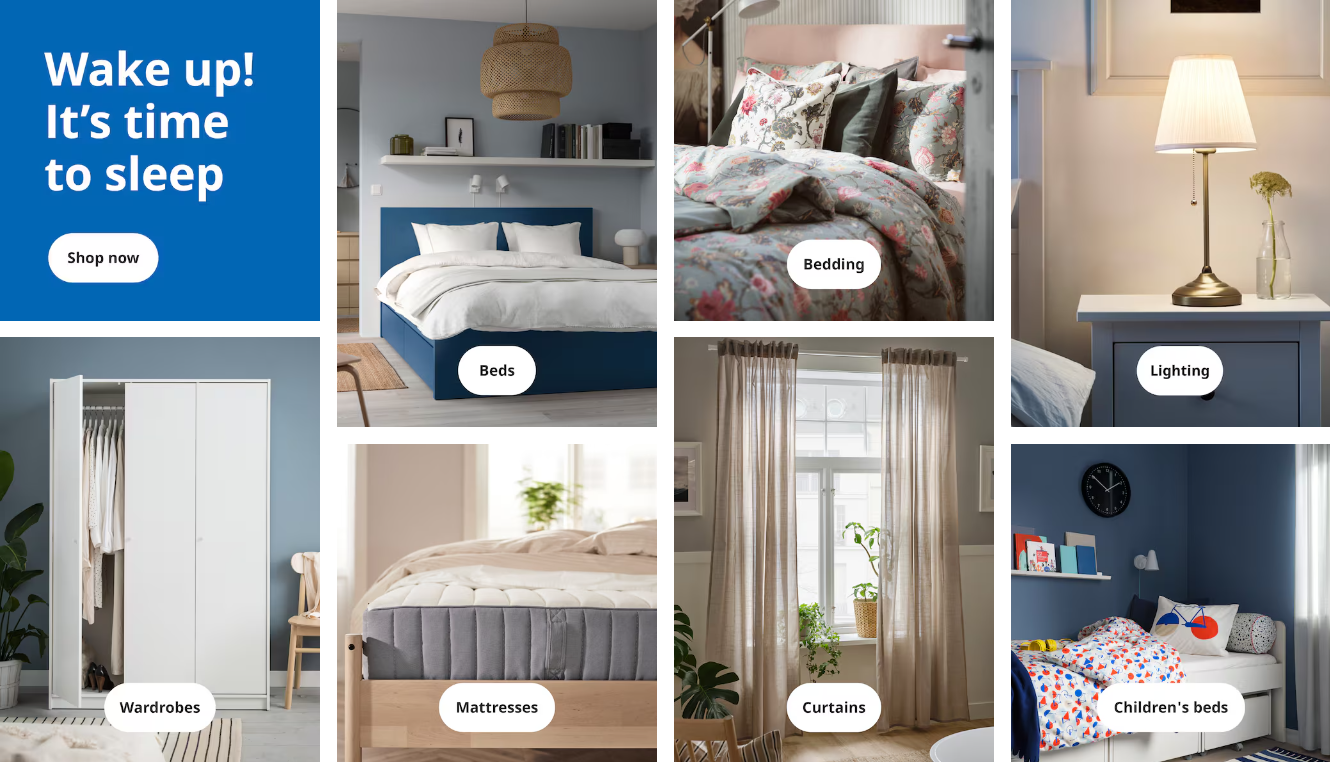 Wake up!
It's time
to sleep
Shop now
Beds
Bedding
Lighting
Wardrobes
Mattresses
Curtains
Children's beds